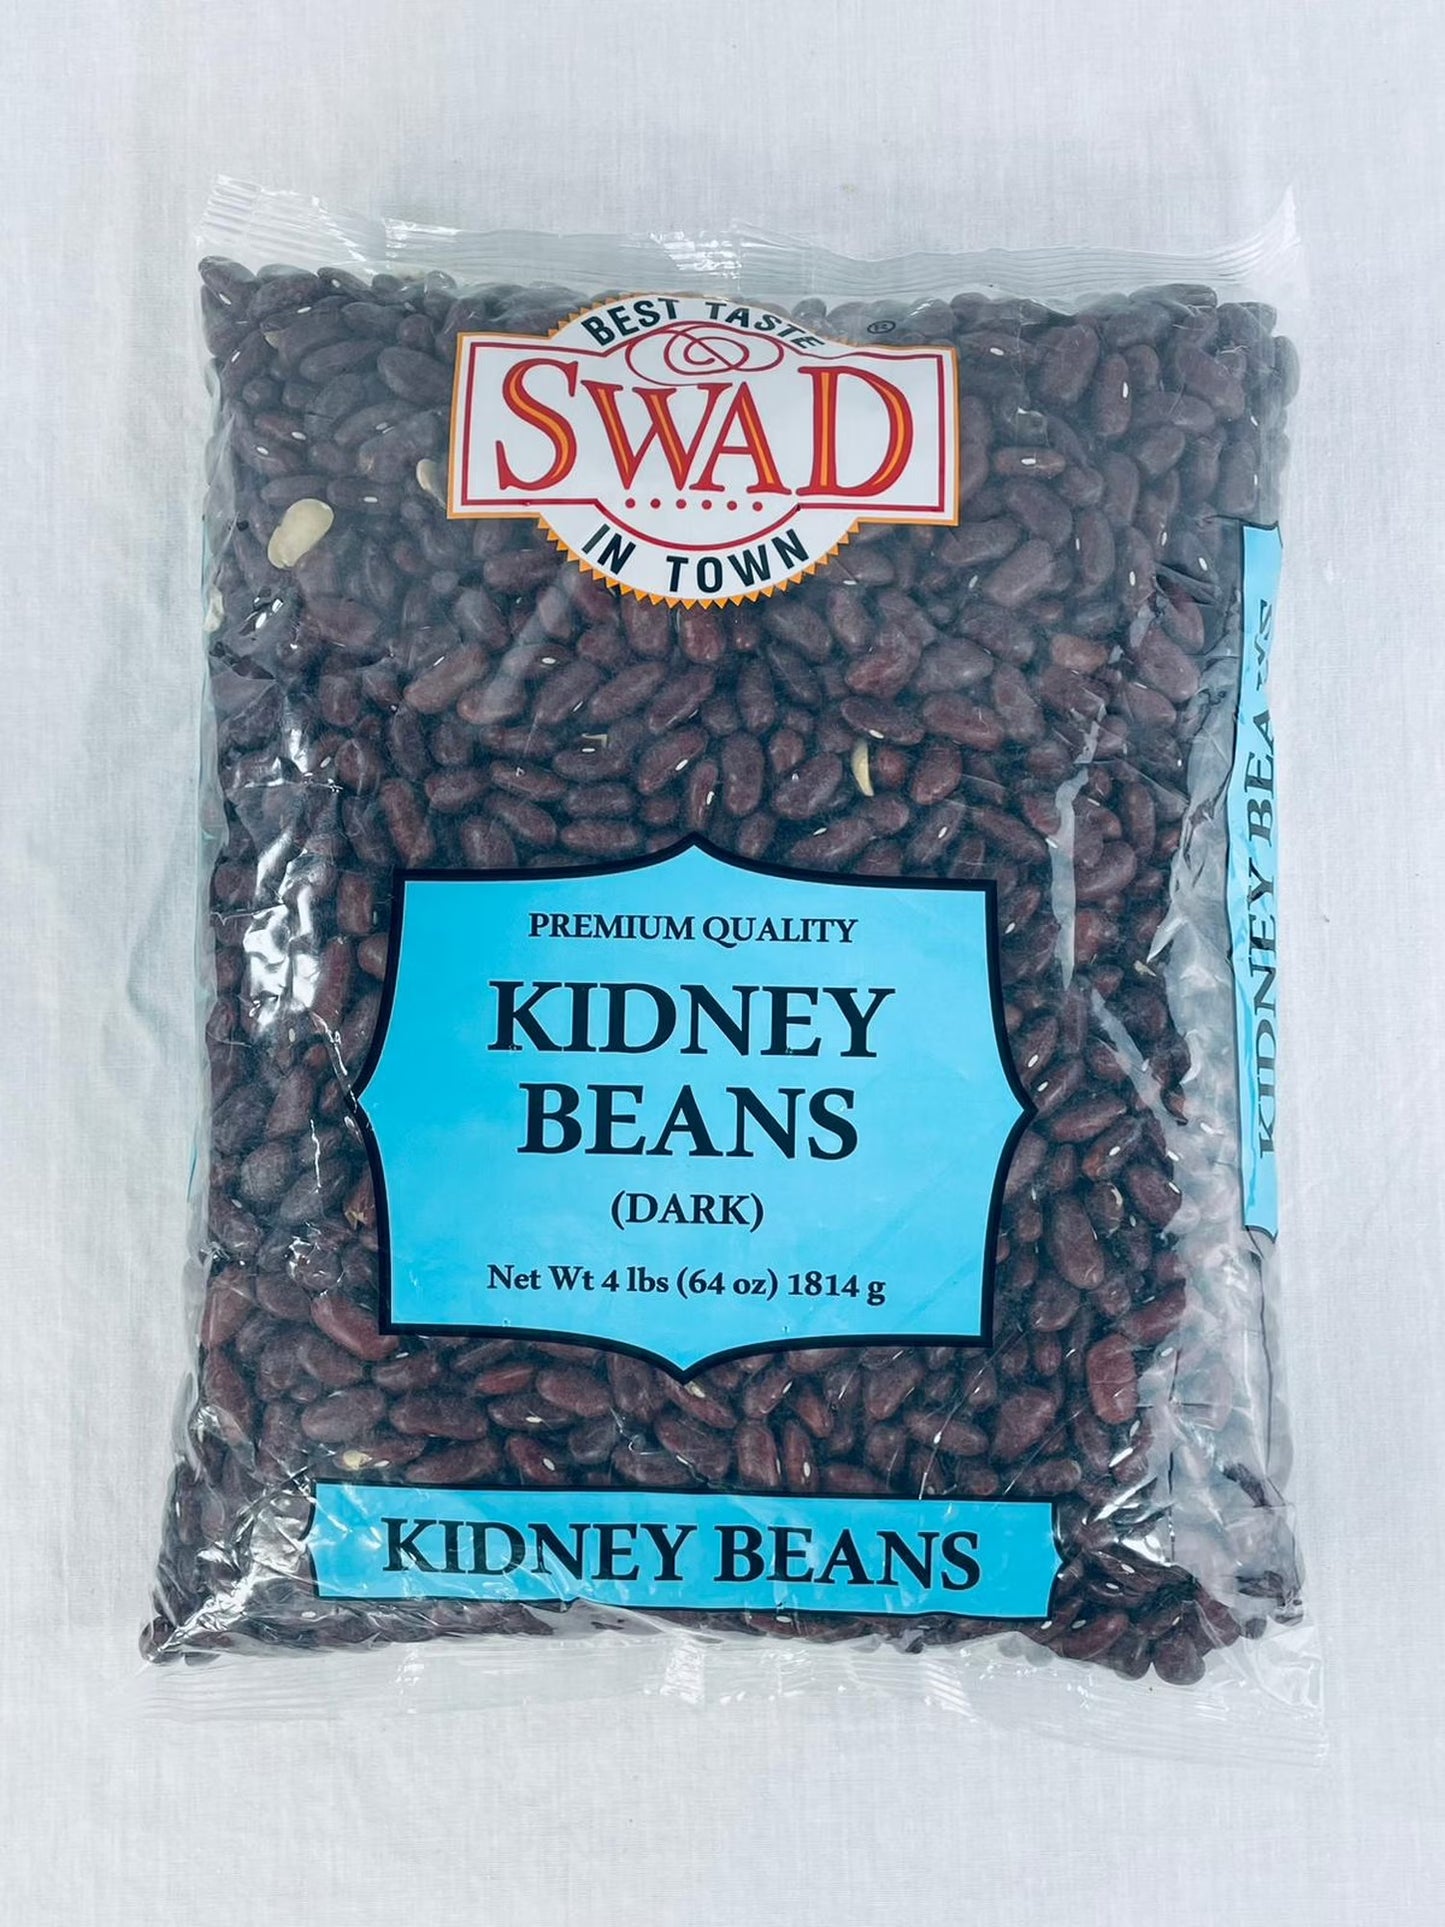 BEST TASTE
®
SWAD
IN TOWN
PREMIUM QUALITY
KIDNEY
BEANS
(DARK)
Net Wt 4 lbs (64 oz) 1814 g
KIDNEY BEANS
KIDNEY BEANS